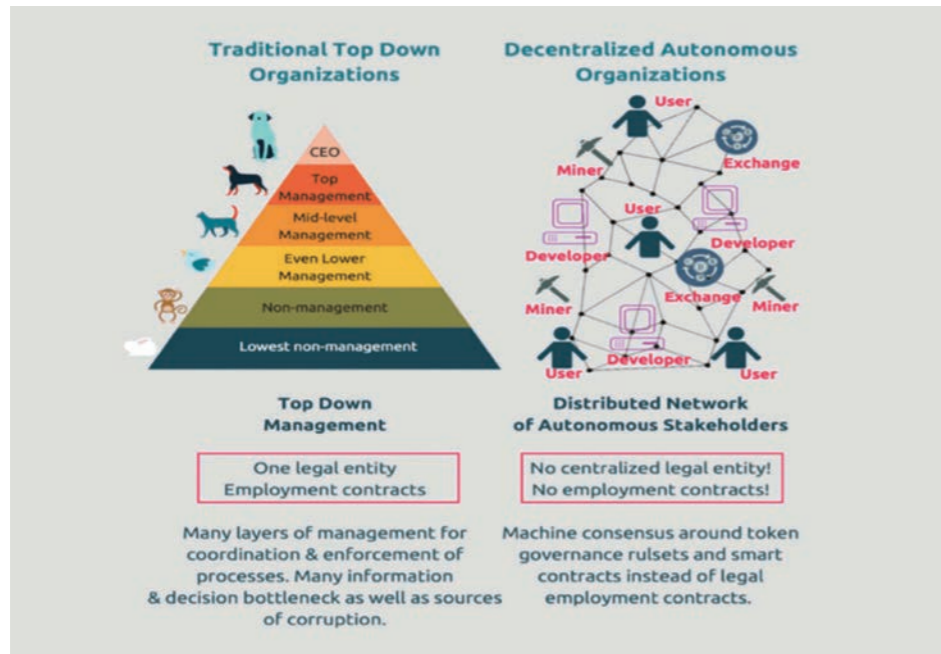 Traditional Top Down
Organizations
CEO
Top
Management
Mid-level
Management
Even Lower
Management
Non-management
Lowest non-management
Top Down
Management
One legal entity
Employment contracts
Many layers of management for
coordination & enforcement of
processes. Many information
& decision bottleneck as well as sources
of corruption.
Decentralized Autonomous
Organizations
User
Miner
Exchange
User
Developer
Developer
Exchange
Miner
Miner
User
Developer
User
Distributed Network
of Autonomous Stakeholders
No centralized legal entity!
No employment contracts!
Machine consensus around token
governance rulsets and smart
contracts instead of legal
employment contracts.